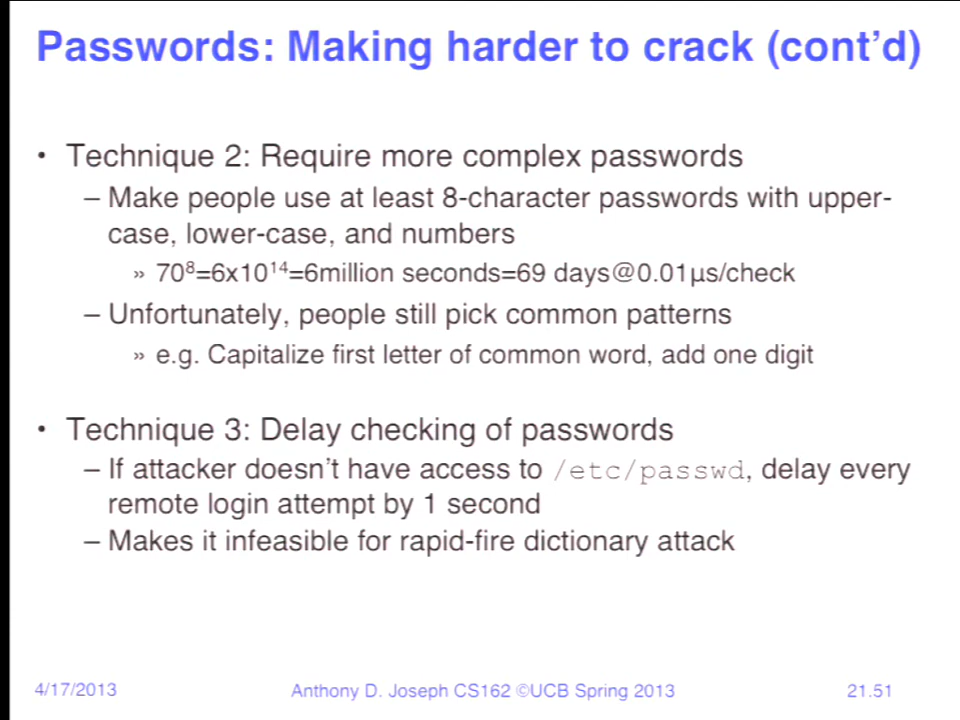 Passwords: Making harder to crack (cont'd)
• Technique 2: Require more complex passwords
– Make people use at least 8-character passwords with upper-
case, lower-case, and numbers
» 70⁸=6x10¹⁴=6million seconds=69 days@0.01µs/check
– Unfortunately, people still pick common patterns
» e.g. Capitalize first letter of common word, add one digit
• Technique 3: Delay checking of passwords
– If attacker doesn't have access to /etc/passwd, delay every
remote login attempt by 1 second
– Makes it infeasible for rapid-fire dictionary attack
4/17/2013 Anthony D. Joseph CS162 ©UCB Spring 2013 21.51